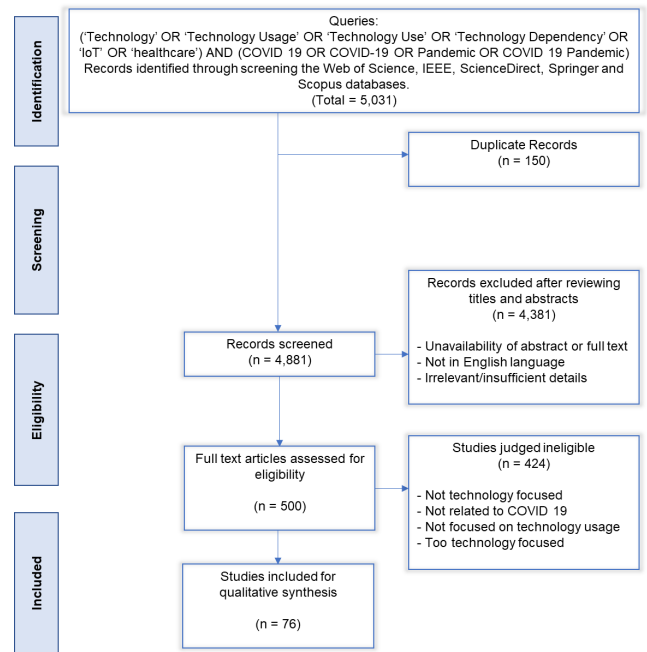 Queries:
('Technology' OR 'Technology Usage' OR 'Technology Use' OR 'Technology Dependency' OR
'IoT' OR 'healthcare') AND (COVID 19 OR COVID-19 OR Pandemic OR COVID 19 Pandemic)
Records identified through screening the Web of Science, IEEE, ScienceDirect, Springer and
Scopus databases.
(Total = 5,031)
Identification
Duplicate Records
(n = 150)
Screening
Records excluded after reviewing
titles and abstracts
(n = 4,381)
- Unavailability of abstract or full text
- Not in English language
- Irrelevant/insufficient details
Records screened
(n = 4,881)
Eligibility
Full text articles assessed for
eligibility
(n = 500)
Studies judged ineligible
(n = 424)
- Not technology focused
- Not related to COVID 19
- Not focused on technology usage
- Too technology focused
Included
Studies included for
qualitative synthesis
(n = 76)